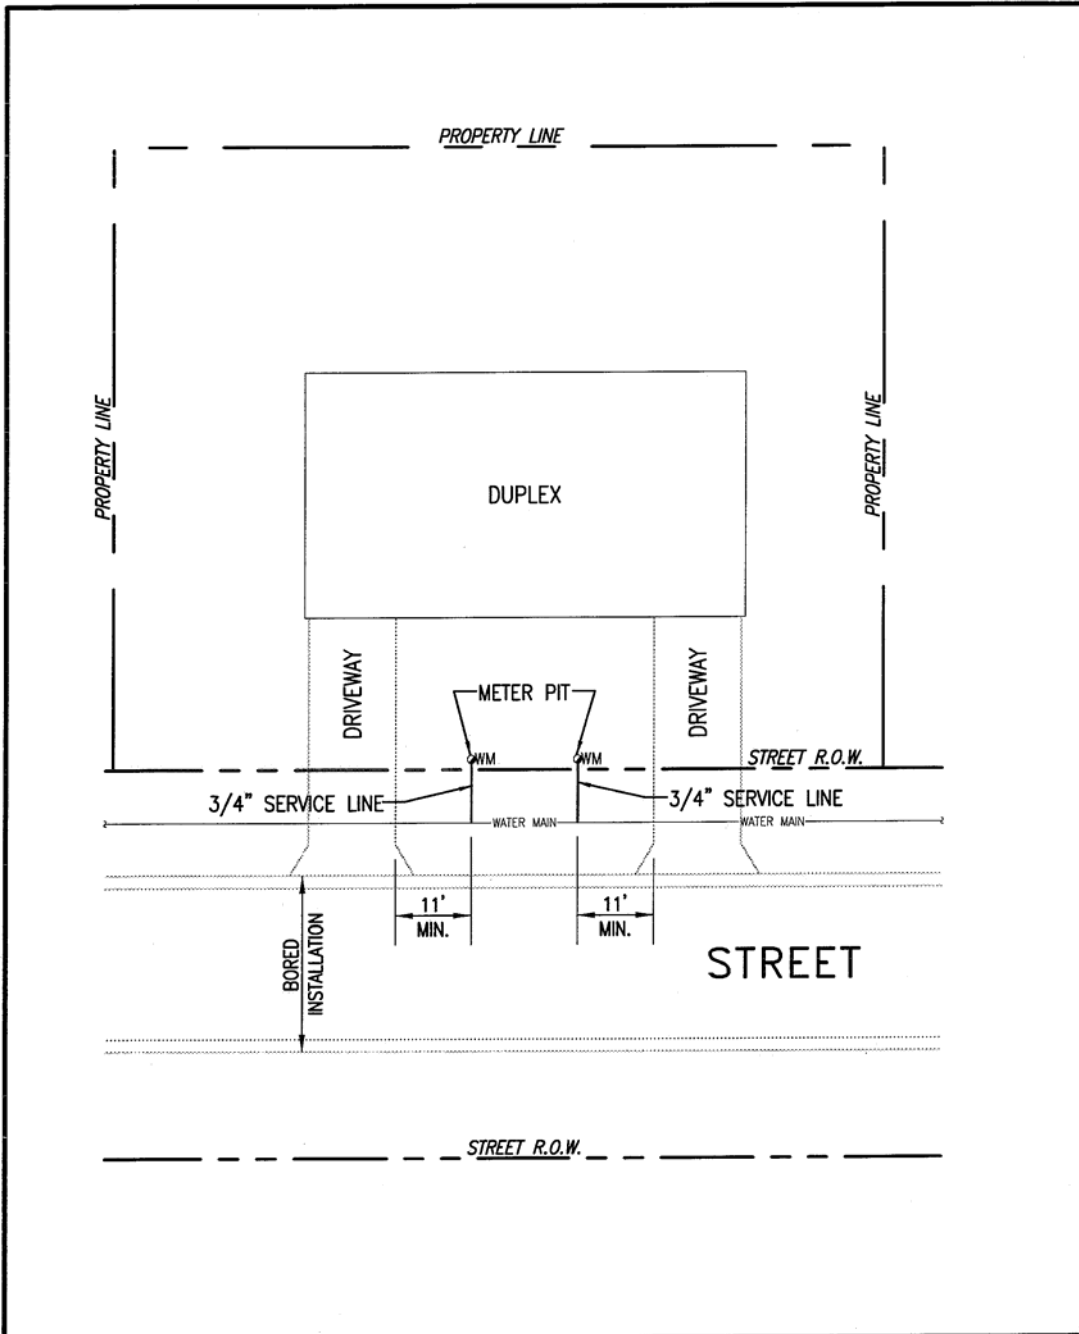 PROPERTY LINE
PROPERTY LINE
PROPERTY LINE
DUPLEX
DRIVEWAY
DRIVEWAY
METER PIT
WM
WM
STREET R.O.W.
3/4" SERVICE LINE
3/4" SERVICE LINE
WATER MAIN
WATER MAIN
11'
MIN.
11'
MIN.
BORED
INSTALLATION
STREET
STREET R.O.W.